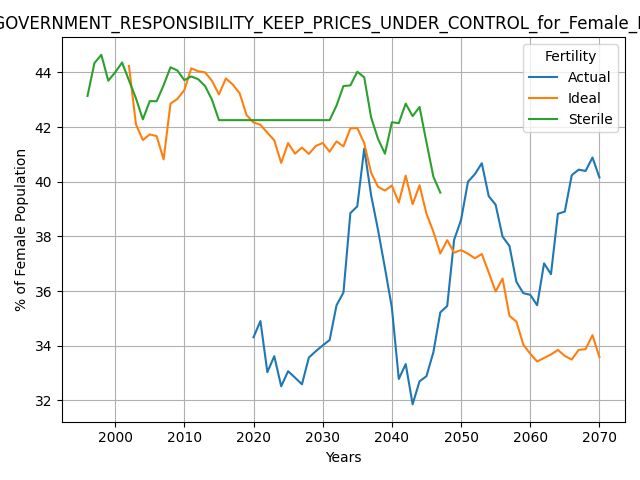 GOVERNMENT_RESPONSIBILITY_KEEP_PRICES_UNDER_CONTROL_for_Female_
Fertility
Actual
Ideal
Sterile
% of Female Population
44
42
40
38
36
34
32
2000 2010 2020 2030 2040 2050 2060 2070
Years